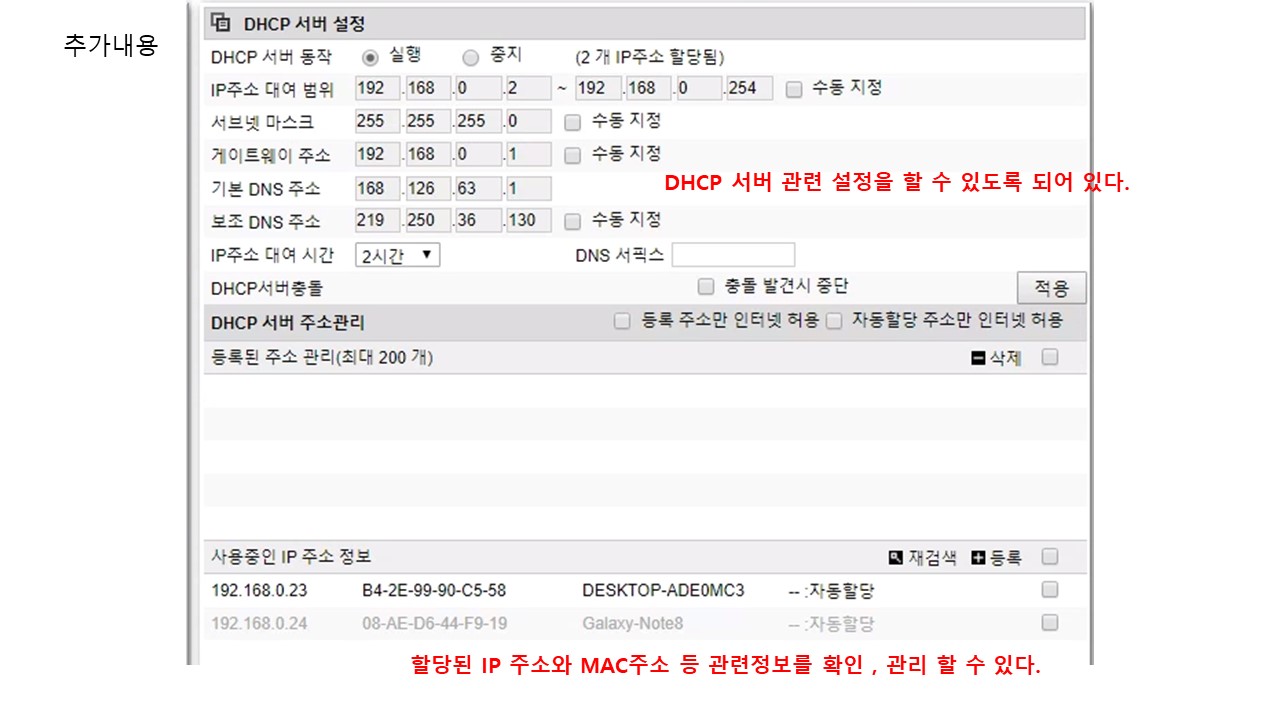 추가내용
DHCP 서버 설정
DHCP 서버 동작 실행 중지 (2 개 IP주소 할당됨)
IP주소 대여 범위 192 .168 .0 .2 ~ 192 .168 .0 .254 수동 지정
서브넷 마스크 255 .255 .255 .0 수동 지정
게이트웨이 주소 192 .168 .0 .1 수동 지정
DHCP 서버 관련 설정을 할 수 있도록 되어 있다.
기본 DNS 주소 168 .126 .63 .1
보조 DNS 주소 219 .250 .36 .130 수동 지정
IP주소 대여 시간 2시간 ▼ DNS 서픽스
DHCP서버충돌 충돌 발견시 중단 적용
DHCP 서버 주소관리 등록 주소만 인터넷 허용 자동할당 주소만 인터넷 허용
등록된 주소 관리(최대 200 개) 삭제
사용중인 IP 주소 정보 재검색 등록
192.168.0.23 B4-2E-99-90-C5-58 DESKTOP-ADE0MC3 -- :자동할당
192.168.0.24 08-AE-D6-44-F9-19 Galaxy-Note8 -- :자동할당
할당된 IP 주소와 MAC주소 등 관련정보를 확인 , 관리 할 수 있다.